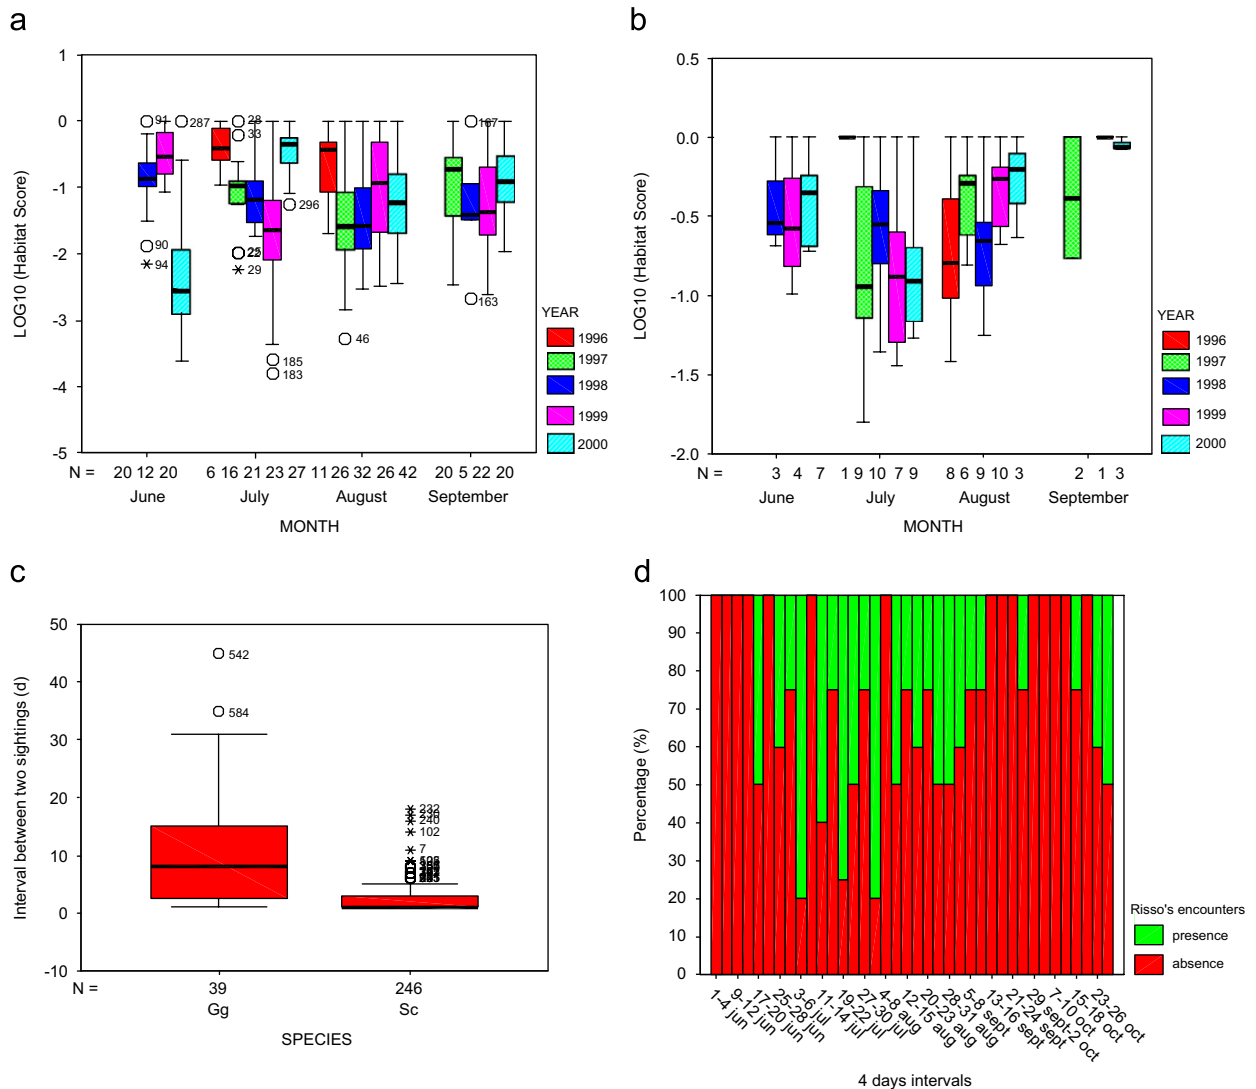 a
1
0
-1
-2
-3
-4
-5
LOG10 (Habitat Score)
91
90
94
287
28
33
25
29
185
183
296
46
167
163
YEAR
1996
1997
1998
1999
2000
N = 20 12 20 6 16 21 23 27 11 26 32 26 42 20 5 22 20
June July August September
MONTH
b
0.5
0.0
-0.5
-1.0
-1.5
-2.0
LOG10 (Habitat Score)
YEAR
1996
1997
1998
1999
2000
N = 3 4 7 1 9 10 7 9 8 6 9 10 3 2 1 3
June July August September
MONTH
c
50
40
30
20
10
0
-10
Interval between two sightings (d)
542
584
232
240
102
7
N = 39 246
Gg Sc
SPECIES
d
100
90
80
70
60
50
40
30
20
10
0
Percentage (%)
Risso's encounters
presence
absence
1-4 jun
9-12 jun
17-20 jun
25-28 jun
3-6 jul
11-14 jul
19-22 jul
27-30 jul
4-8 aug
12-15 aug
20-23 aug
28-31 aug
5-8 sept
13-16 sept
21-24 sept
29 sept-2 oct
7-10 oct
15-18 oct
23-26 oct
4 days intervals